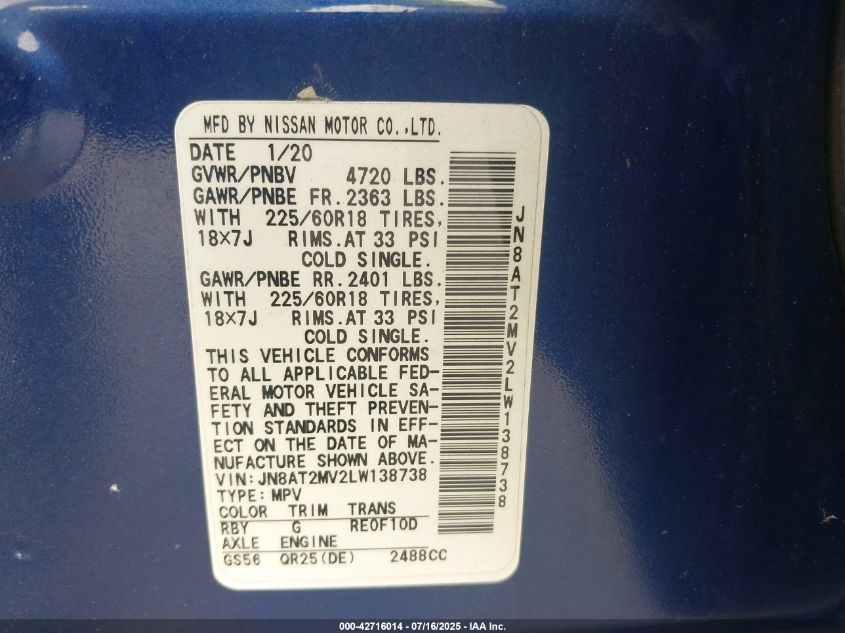 MFD BY NISSAN MOTOR CO.,LTD.
DATE 1/20
GVWR/PNBV 4720 LBS.
GAWR/PNBE FR.2363 LBS.
WITH 225/60R18 TIRES,
18×7J RIMS.AT 33 PSI
COLD SINGLE.
GAWR/PNBE RR.2401 LBS.
WITH 225/60R18 TIRES,
18×7J RIMS.AT 33 PSI
COLD SINGLE.
THIS VEHICLE CONFORMS
TO ALL APPLICABLE FED-
ERAL MOTOR VEHICLE SA-
FETY AND THEFT PREVEN-
TION STANDARDS IN EFF-
ECT ON THE DATE OF MA-
NUFACTURE SHOWN ABOVE.
VIN: JN8AT2MV2LW138738
TYPE: MPV
COLOR TRIM TRANS
RBY G RE0F10D
AXLE ENGINE
GS56 QR25(DE) 2488CC
JN8AT2MV2LW138738
000-42716014 - 07/16/2025 - IAA Inc.